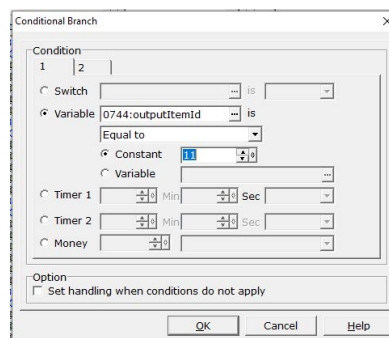 Conditional Branch
Condition
1 2
Switch ... is
Variable 0744:outputItemId ... is
Equal to
Constant 11
Variable ...
Timer 1 Min Sec
Timer 2 Min Sec
Money
Option
Set handling when conditions do not apply
OK Cancel Help